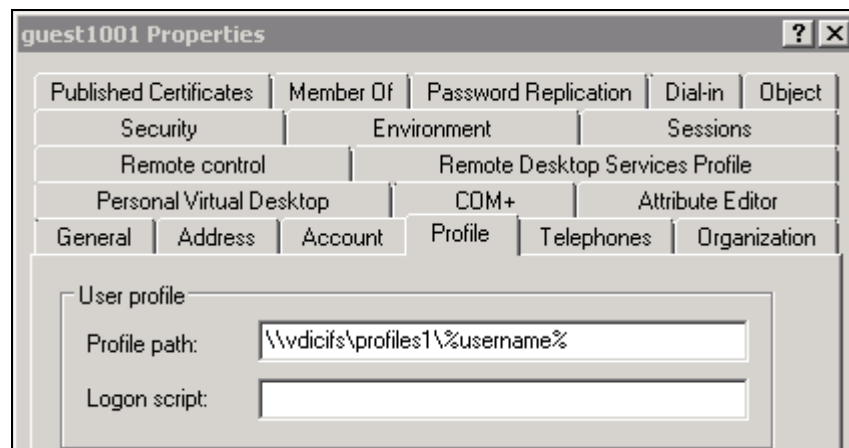 guest1001 Properties ? X
Published Certificates Member Of Password Replication Dial-in Object
Security Environment Sessions
Remote control Remote Desktop Services Profile
Personal Virtual Desktop COM+ Attribute Editor
General Address Account Profile Telephones Organization
User profile
Profile path: \\vdicifs\profiles1\%username%
Logon script: